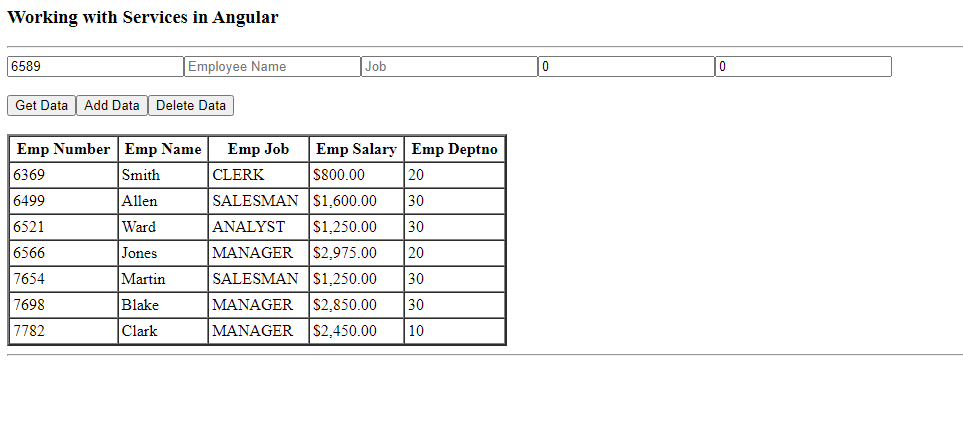 Working with Services in Angular
6589 Employee Name Job 0 0
Get Data Add Data Delete Data
Emp Number Emp Name Emp Job Emp Salary Emp Deptno
6369 Smith CLERK $800.00 20
6499 Allen SALESMAN $1,600.00 30
6521 Ward ANALYST $1,250.00 30
6566 Jones MANAGER $2,975.00 20
7654 Martin SALESMAN $1,250.00 30
7698 Blake MANAGER $2,850.00 30
7782 Clark MANAGER $2,450.00 10